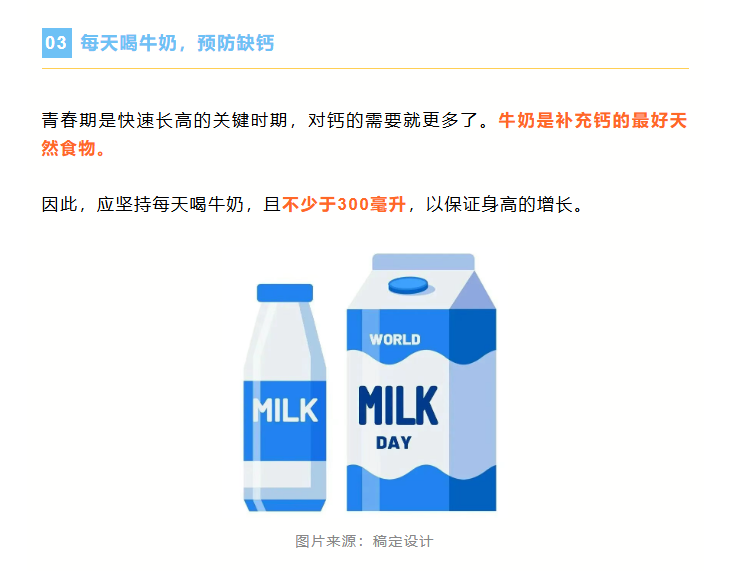 03 每天喝牛奶，预防缺钙
青春期是快速长高的关键时期，对钙的需要就更多了。牛奶是补充钙的最好天
然食物。
因此，应坚持每天喝牛奶，且不少于300毫升，以保证身高的增长。
WORLD
MILK
MILK
DAY
图片来源：稿定设计